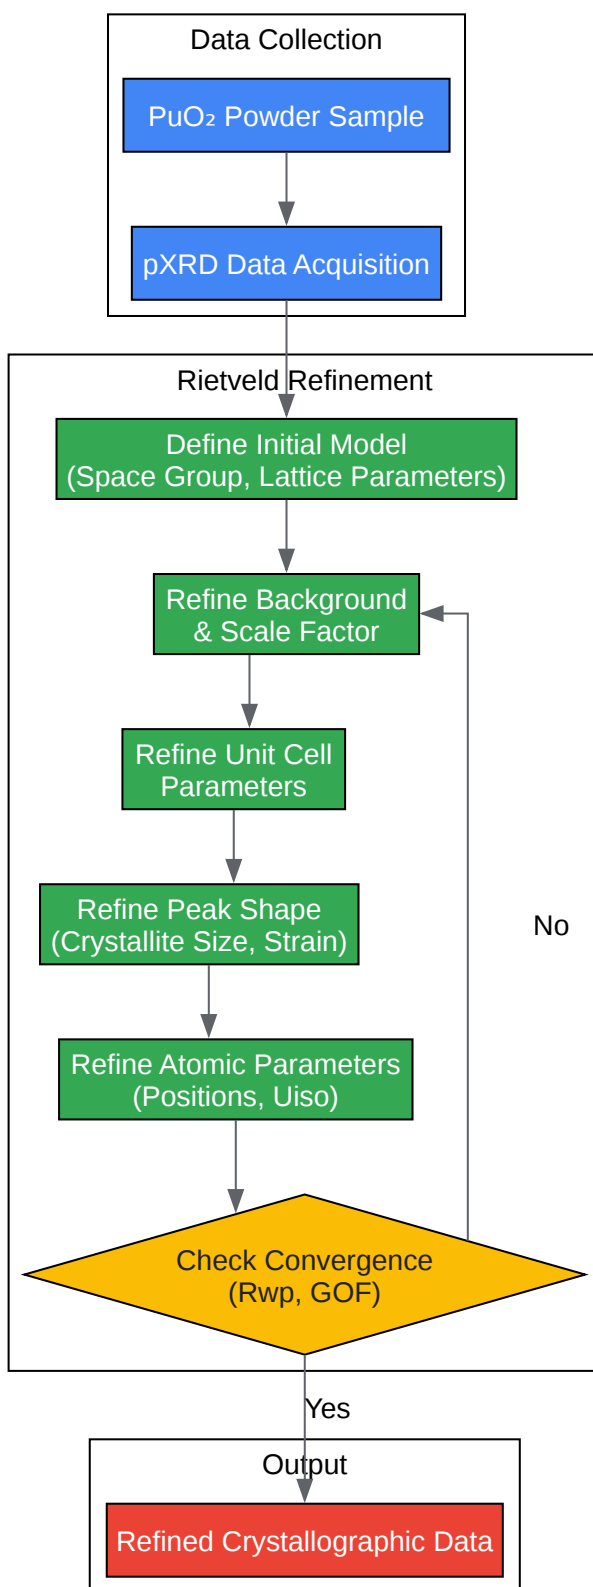 Data Collection
PuO₂ Powder Sample
pXRD Data Acquisition
Rietveld Refinement
Define Initial Model
(Space Group, Lattice Parameters)
Refine Background
& Scale Factor
Refine Unit Cell
Parameters
Refine Peak Shape
(Crystallite Size, Strain)
No
Refine Atomic Parameters
(Positions, Uiso)
Check Convergence
(Rwp, GOF)
Yes
Output
Refined Crystallographic Data